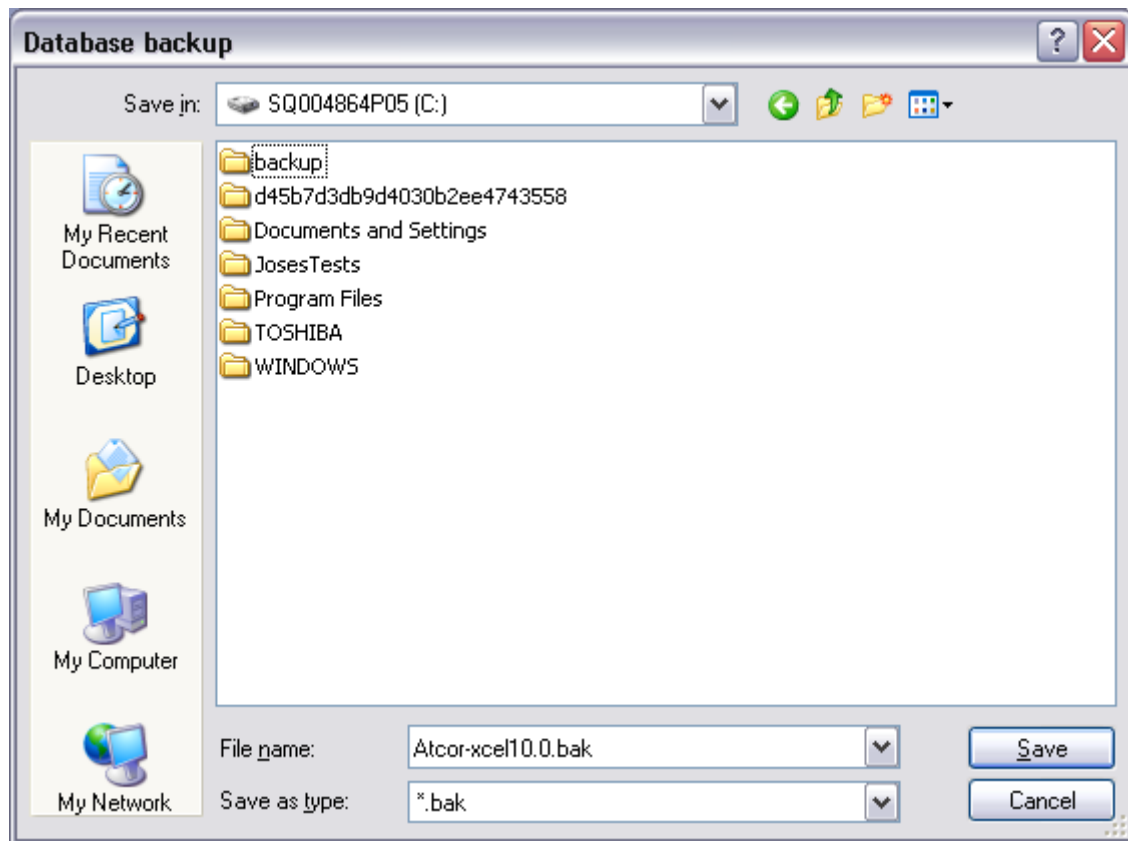 Database backup
Save in: SQ004864P05 (C:)
backup
d45b7d3db9d4030b2ee4743558
Documents and Settings
JosesTests
Program Files
TOSHIBA
WINDOWS
My Recent
Documents
Desktop
My Documents
My Computer
My Network
File name: Atcor-xcel10.0.bak Save
Save as type: *.bak Cancel